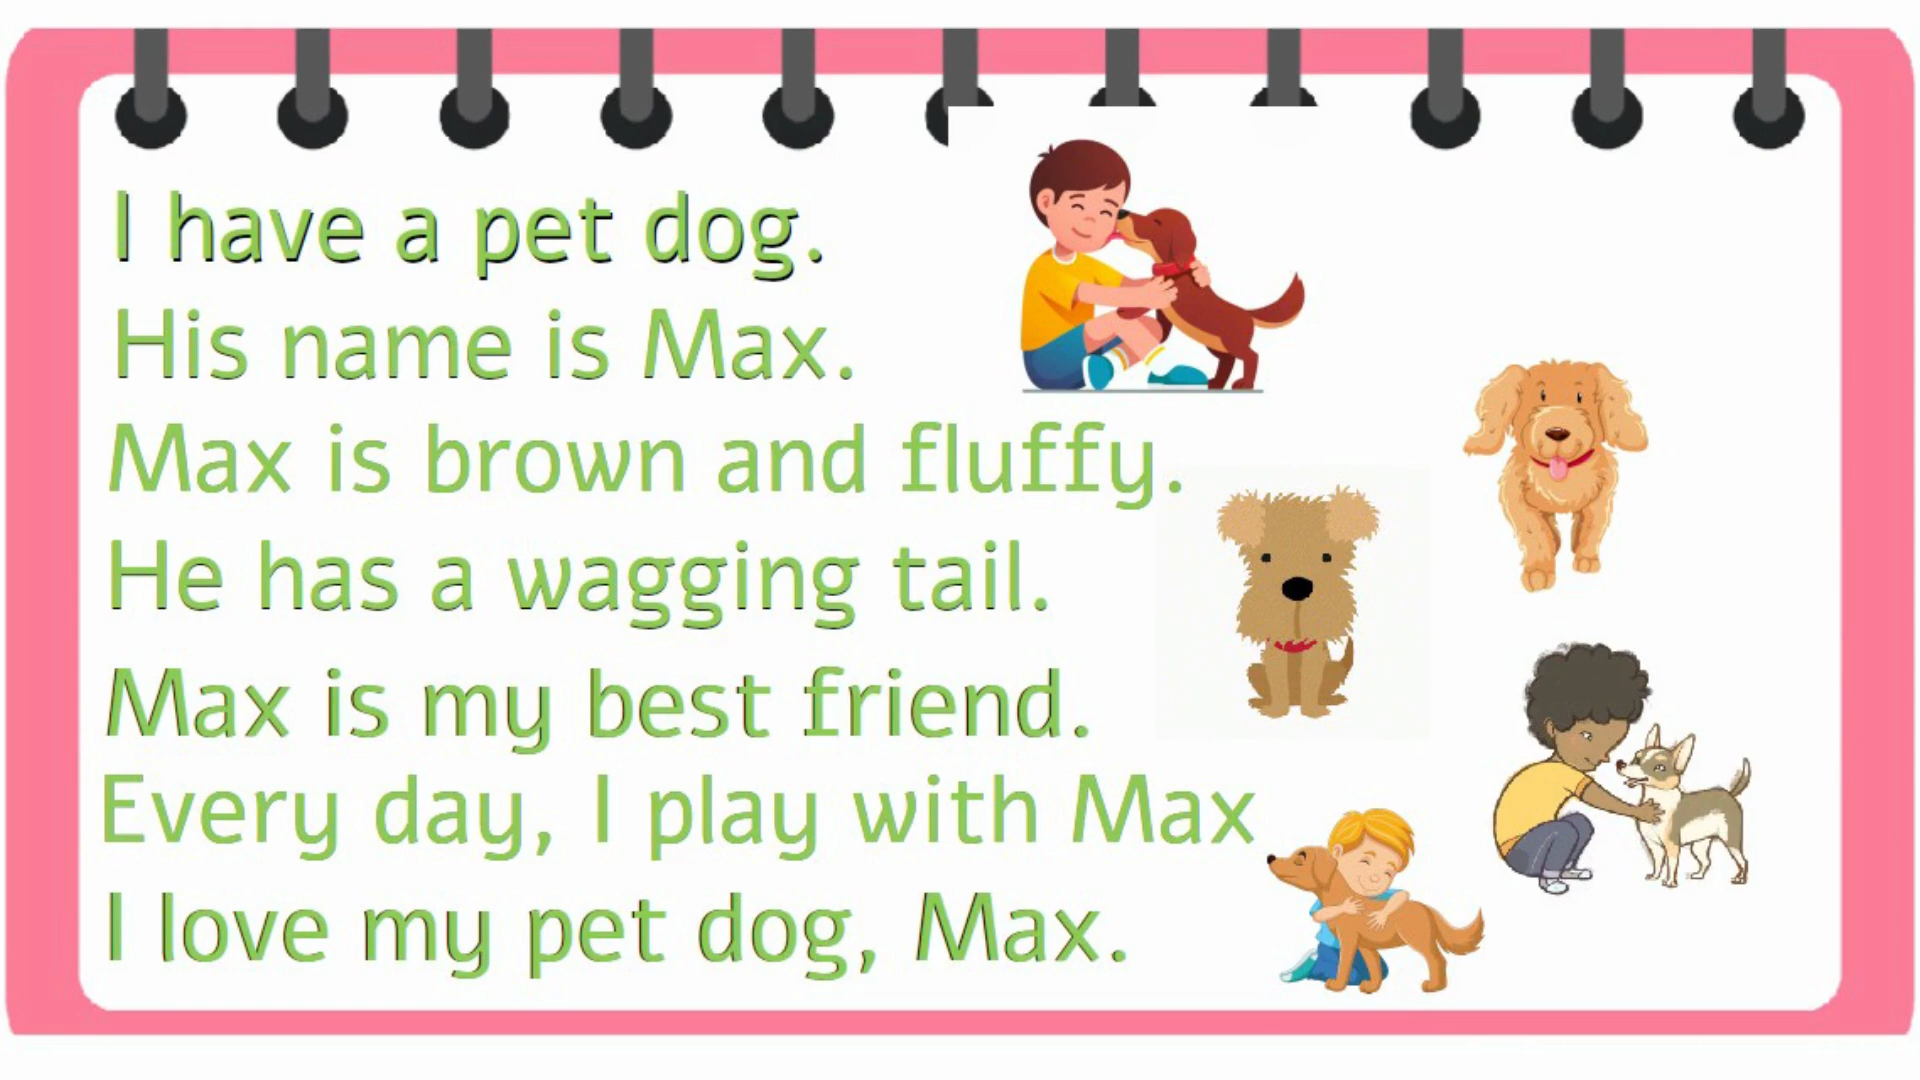 I have a pet dog.
His name is Max.
Max is brown and fluffy.
He has a wagging tail.
Max is my best friend.
Every day, I play with Max
I love my pet dog, Max.